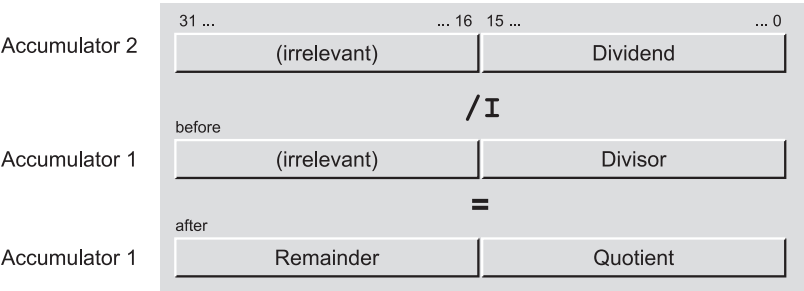 31 ... ... 16 15 ... ... 0
Accumulator 2 (irrelevant) Dividend
/I
before
Accumulator 1 (irrelevant) Divisor
=
after
Accumulator 1 Remainder Quotient